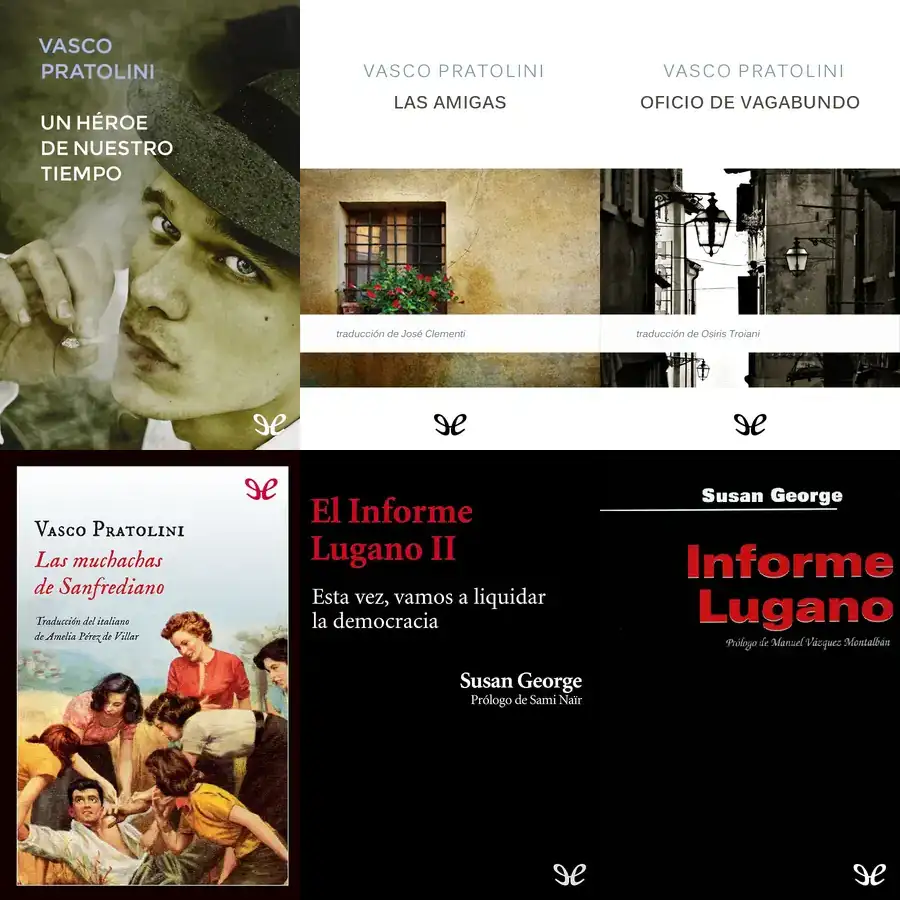 VASCO
PRATOLINI
UN HÉROE
DE NUESTRO
TIEMPO
VASCO PRATOLINI
LAS AMIGAS
traducción de José Clementi
VASCO PRATOLINI
OFICIO DE VAGABUNDO
traducción de Osiris Troiani
VASCO PRATOLINI
Las muchachas
de Sanfrediano
Traducción del italiano
de Amelia Pérez de Villar
El Informe
Lugano II
Esta vez, vamos a liquidar
la democracia
Susan George
Prólogo de Sami Naïr
Susan George
Informe
Lugano
Prólogo de Manuel Vázquez Montalbán